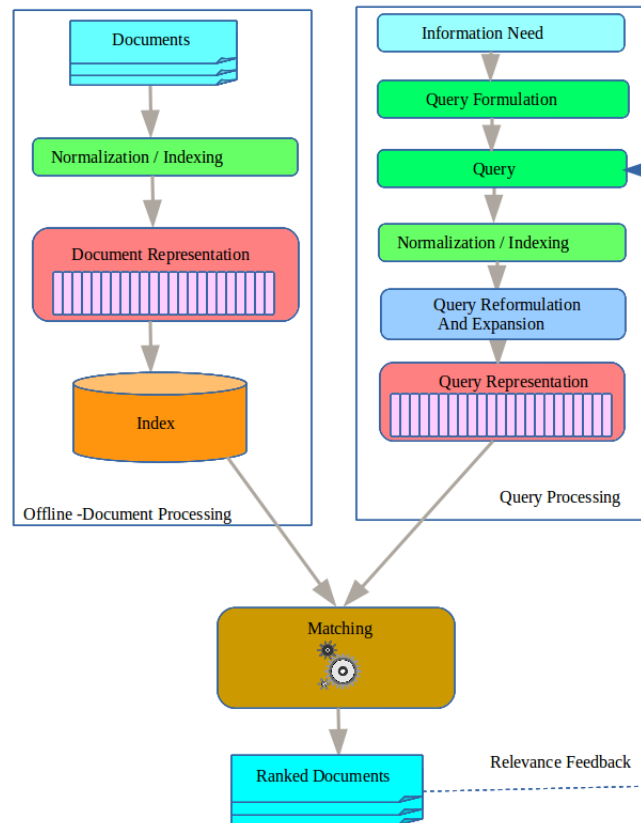 Documents
Normalization / Indexing
Document Representation
Index
Offline -Document Processing
Information Need
Query Formulation
Query
Normalization / Indexing
Query Reformulation
And Expansion
Query Representation
Query Processing
Matching
Ranked Documents
Relevance Feedback